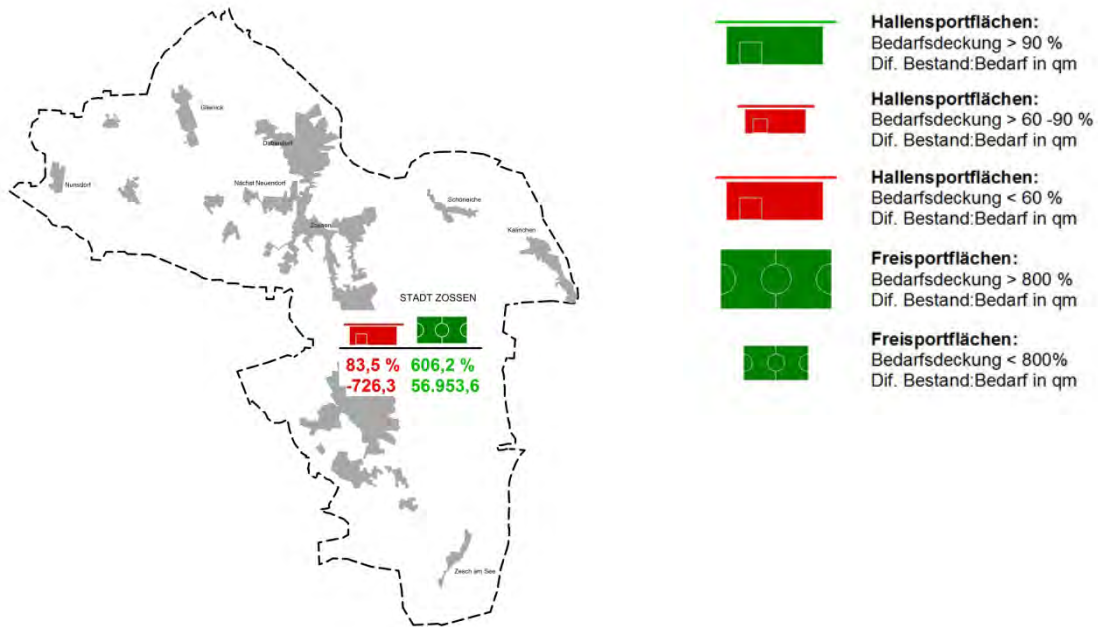 Glienick
Dabendorf
Nunsdorf
Nächst Neuendorf
Schöneiche
Zossen
Kallinchen
STADT ZOSSEN
83,5 % 606,2 %
-726,3 56.953,6
Zesch am See
Hallensportflächen:
Bedarfsdeckung > 90 %
Dif. Bestand:Bedarf in qm
Hallensportflächen:
Bedarfsdeckung > 60 -90 %
Dif. Bestand:Bedarf in qm
Hallensportflächen:
Bedarfsdeckung < 60 %
Dif. Bestand:Bedarf in qm
Freisportflächen:
Bedarfsdeckung > 800 %
Dif. Bestand:Bedarf in qm
Freisportflächen:
Bedarfsdeckung < 800%
Dif. Bestand:Bedarf in qm